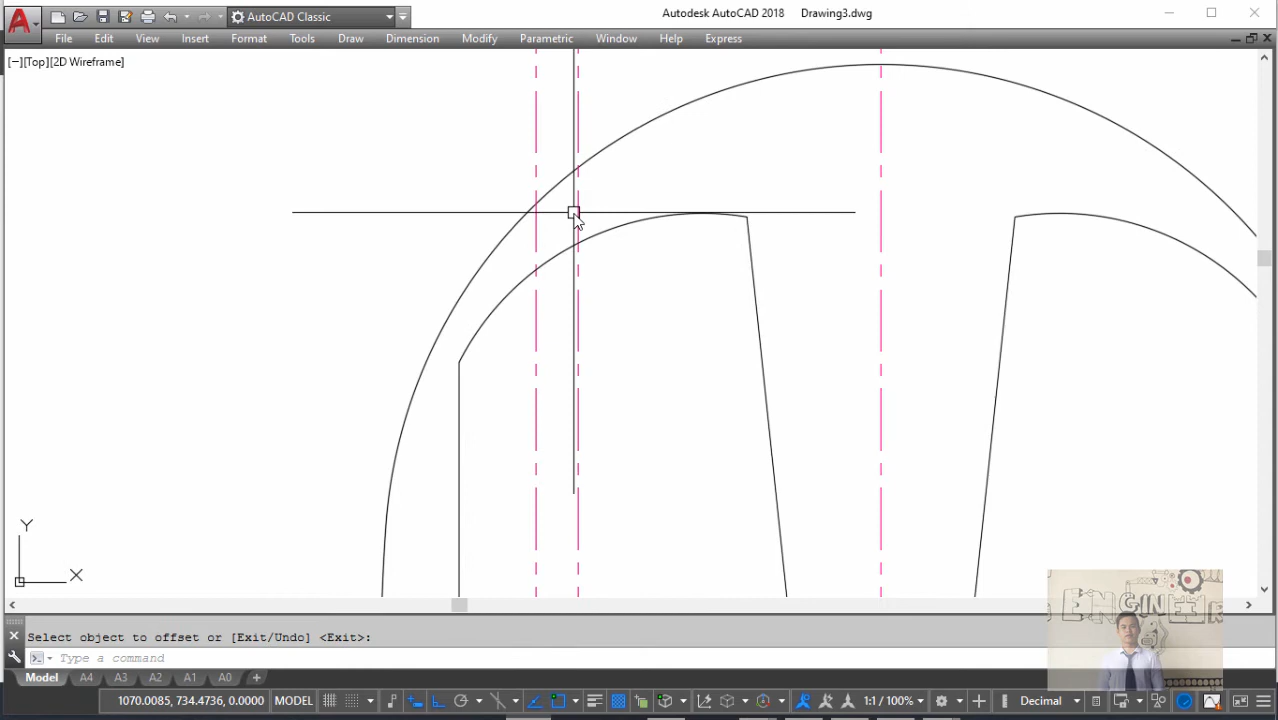 AutoCAD Classic
Autodesk AutoCAD 2018 Drawing3.dwg
File Edit View Insert Format Tools Draw Dimension Modify Parametric Window Help Express
[−][Top][2D Wireframe]
Y
X
ENGINEER
Select object to offset or [Exit/Undo] <Exit>:
Type a command
Model A4 A3 A2 A1 A0 +
1070.0085, 734.4736, 0.0000 MODEL 1:1 / 100% Decimal